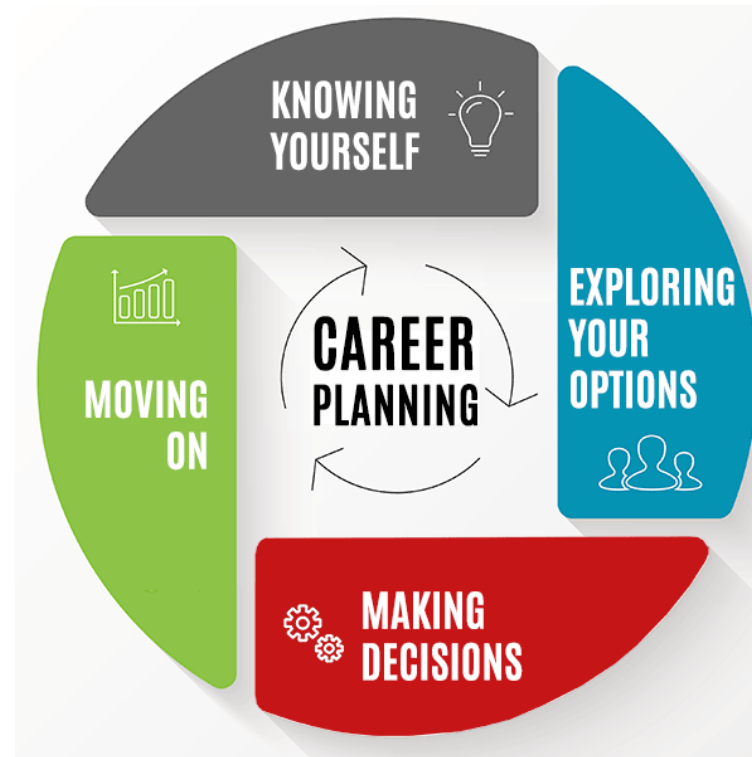 KNOWING
YOURSELF
EXPLORING
YOUR
OPTIONS
CAREER
PLANNING
MOVING
ON
MAKING
DECISIONS